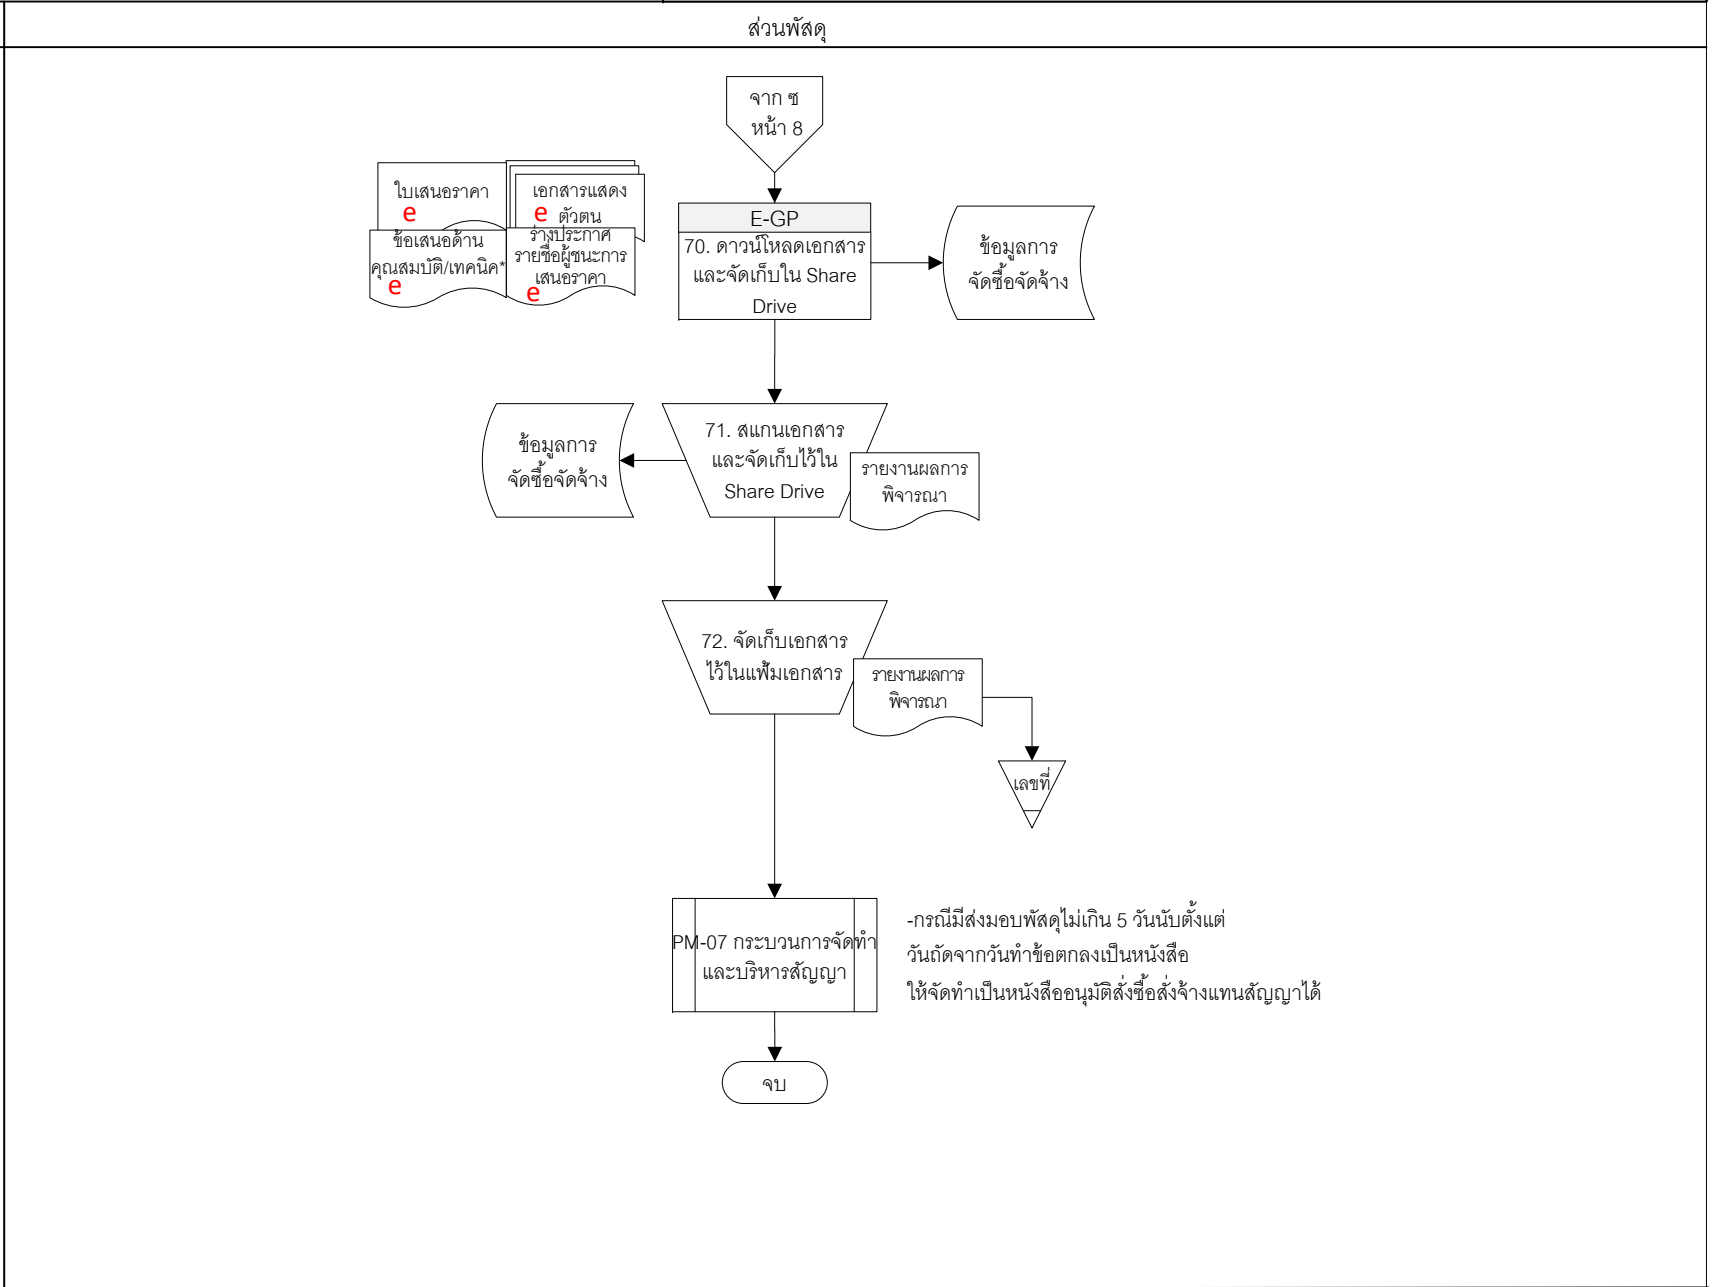 ส่วนพัสดุ
จาก ซ
หน้า 8
ใบเสนอราคา
e
เอกสารแสดง
e ตัวตน
ข้อเสนอด้าน
คุณสมบัติ/เทคนิค*
e
ร่างประกาศ
รายชื่อผู้ชนะการ
เสนอราคา
e
E-GP
70. ดาวน์โหลดเอกสาร
และจัดเก็บใน Share
Drive
ข้อมูลการ
จัดซื้อจัดจ้าง
ข้อมูลการ
จัดซื้อจัดจ้าง
71. สแกนเอกสาร
และจัดเก็บไว้ใน
Share Drive
รายงานผลการ
พิจารณา
72. จัดเก็บเอกสาร
ไว้ในแฟ้มเอกสาร
รายงานผลการ
พิจารณา
เลขที่
PM-07 กระบวนการจัดทำ
และบริหารสัญญา
-กรณีมีส่งมอบพัสดุไม่เกิน 5 วันนับตั้งแต่
วันถัดจากวันทำข้อตกลงเป็นหนังสือ
ให้จัดทำเป็นหนังสืออนุมัติสั่งซื้อสั่งจ้างแทนสัญญาได้
จบ